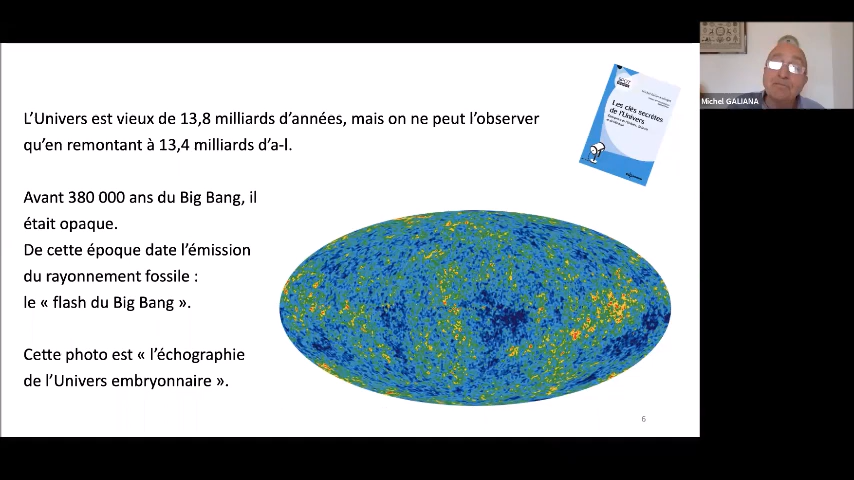 L’Univers est vieux de 13,8 milliards d’années, mais on ne peut l’observer
qu’en remontant à 13,4 milliards d’a-l.
Avant 380 000 ans du Big Bang, il
était opaque.
De cette époque date l’émission
du rayonnement fossile :
le « flash du Big Bang ».
Cette photo est « l’échographie
de l’Univers embryonnaire ».
Les clés secrètes
de l’Univers
6
Michel GALIANA